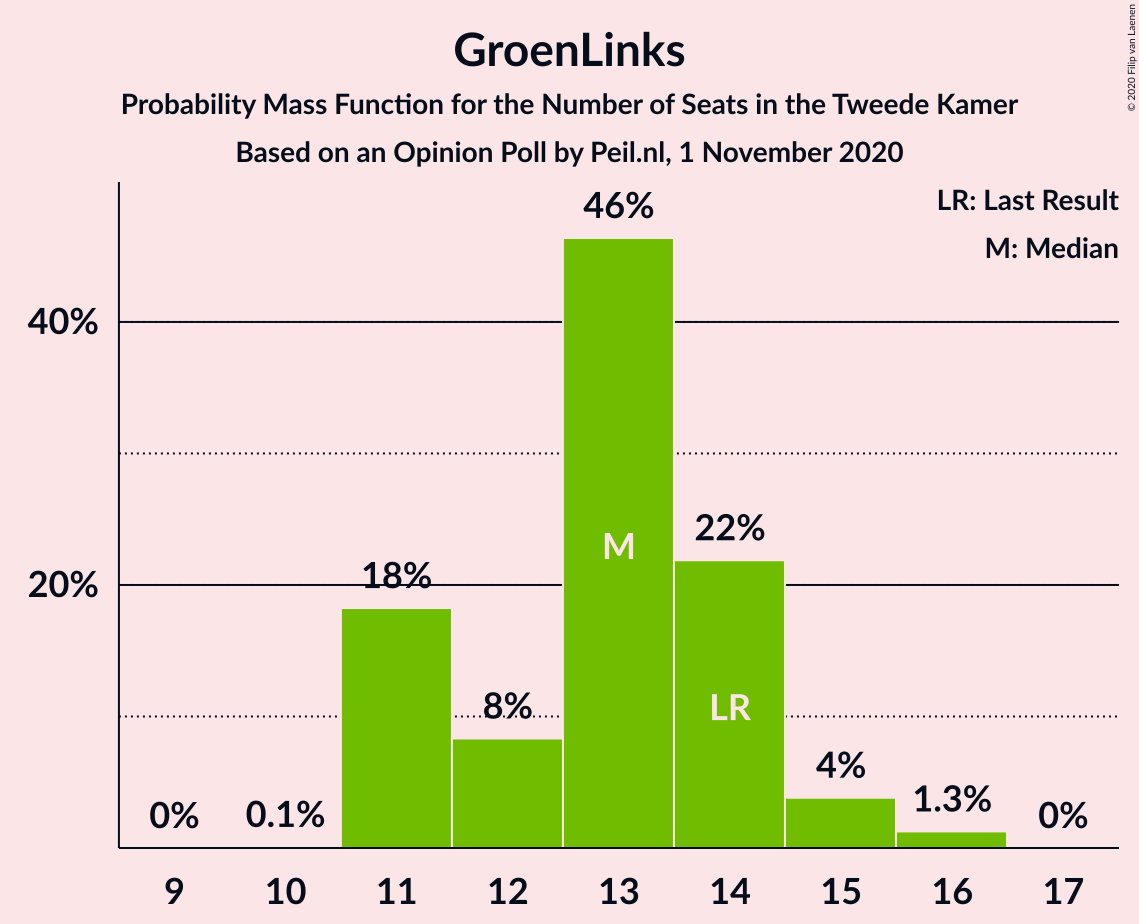 GroenLinks
Probability Mass Function for the Number of Seats in the Tweede Kamer
Based on an Opinion Poll by Peil.nl, 1 November 2020
© 2020 Filip van Laenen
LR: Last Result
M: Median
40%
20%
0%
0.1%
18%
8%
46%
M
22%
LR
4%
1.3%
0%
9 10 11 12 13 14 15 16 17